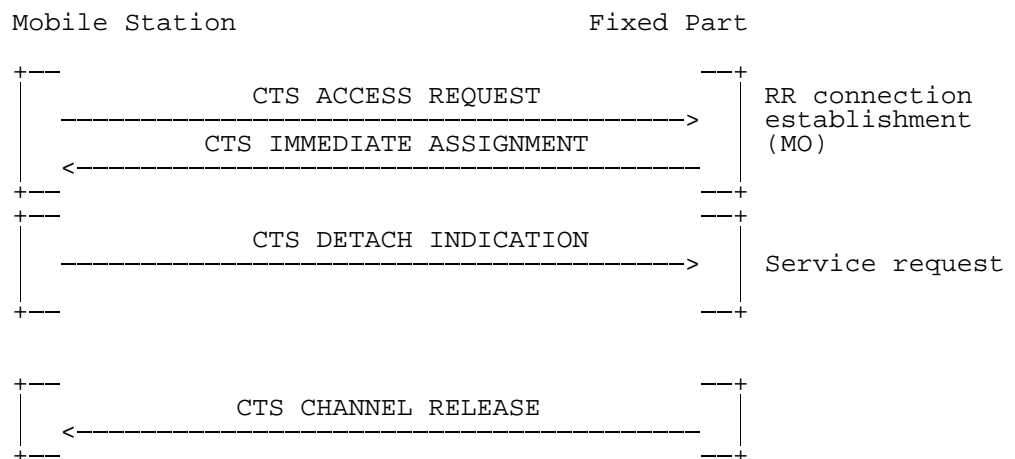 Mobile Station Fixed Part
CTS ACCESS REQUEST RR connection
establishment
CTS IMMEDIATE ASSIGNMENT (MO)
CTS DETACH INDICATION
Service request
CTS CHANNEL RELEASE